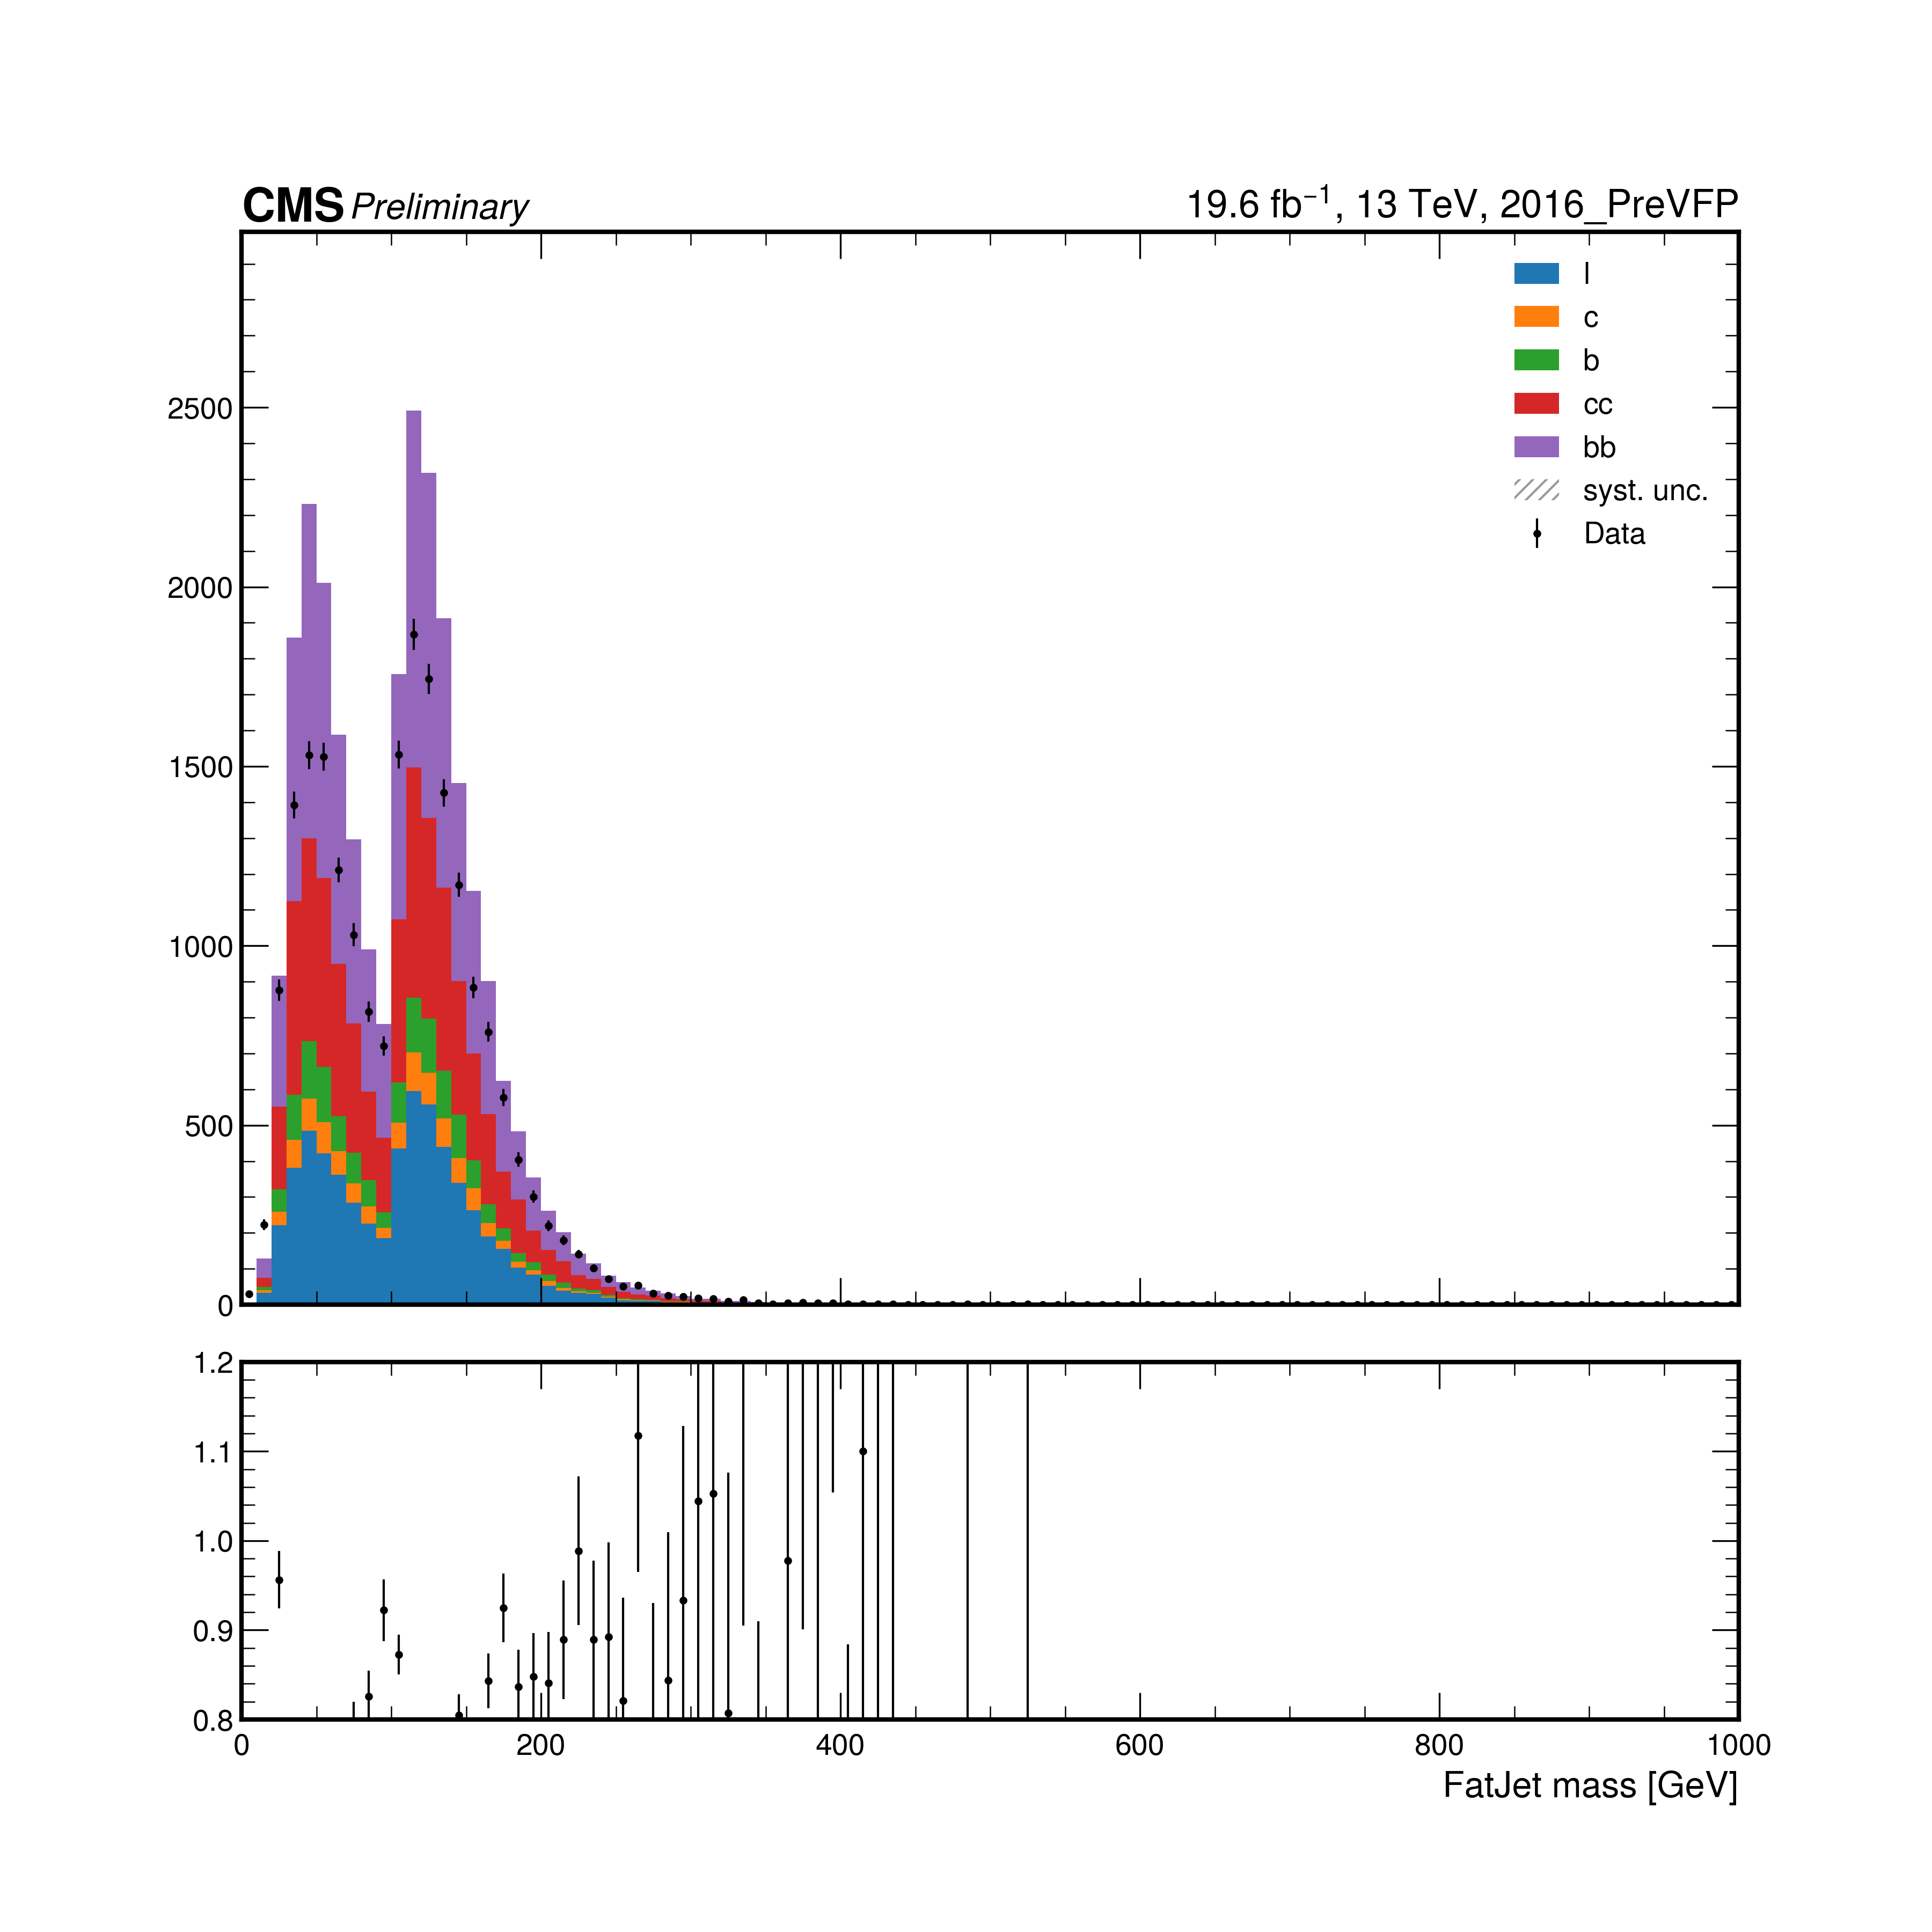 CMS Preliminary
19.6 fb⁻¹, 13 TeV, 2016_PreVFP
l
c
b
cc
bb
syst. unc.
Data
2500
2000
1500
1000
500
0
1.2
1.1
1.0
0.9
0.8
0 200 400 600 800 1000
FatJet mass [GeV]